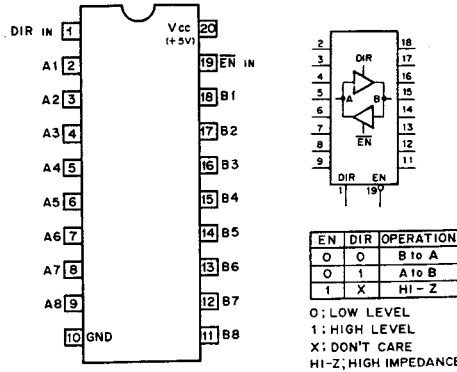 DIR IN 1
Vcc 20
(+5V)
A1 2
19 EN IN
A2 3
18 B1
A3 4
17 B2
A4 5
16 B3
A5 6
15 B4
A6 7
14 B5
A7 8
13 B6
A8 9
12 B7
10 GND
11 B8
2 18
3 DIR 17
4 16
5 A B 15
6 14
7 13
8 EN 12
9 11
DIR EN
1 19
EN DIR OPERATION
0 0 B to A
0 1 A to B
1 X HI-Z
0; LOW LEVEL
1; HIGH LEVEL
X; DON'T CARE
HI-Z; HIGH IMPEDANCE